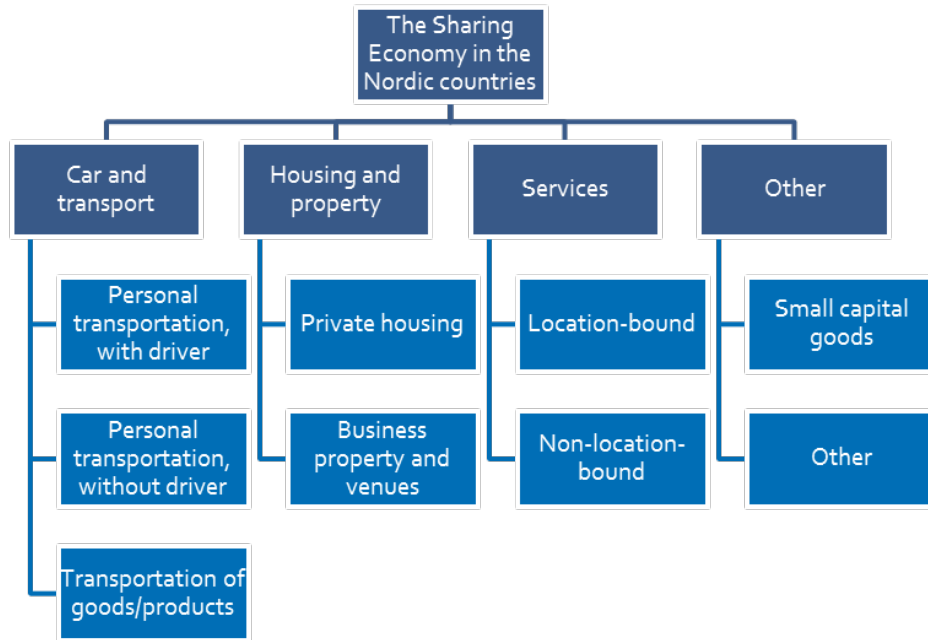 The Sharing
Economy in the
Nordic countries
Car and
transport
Housing and
property
Services
Other
Personal
transportation,
with driver
Private housing
Location-bound
Small capital
goods
Personal
transportation,
without driver
Business
property and
venues
Non-location-
bound
Other
Transportation of
goods/products